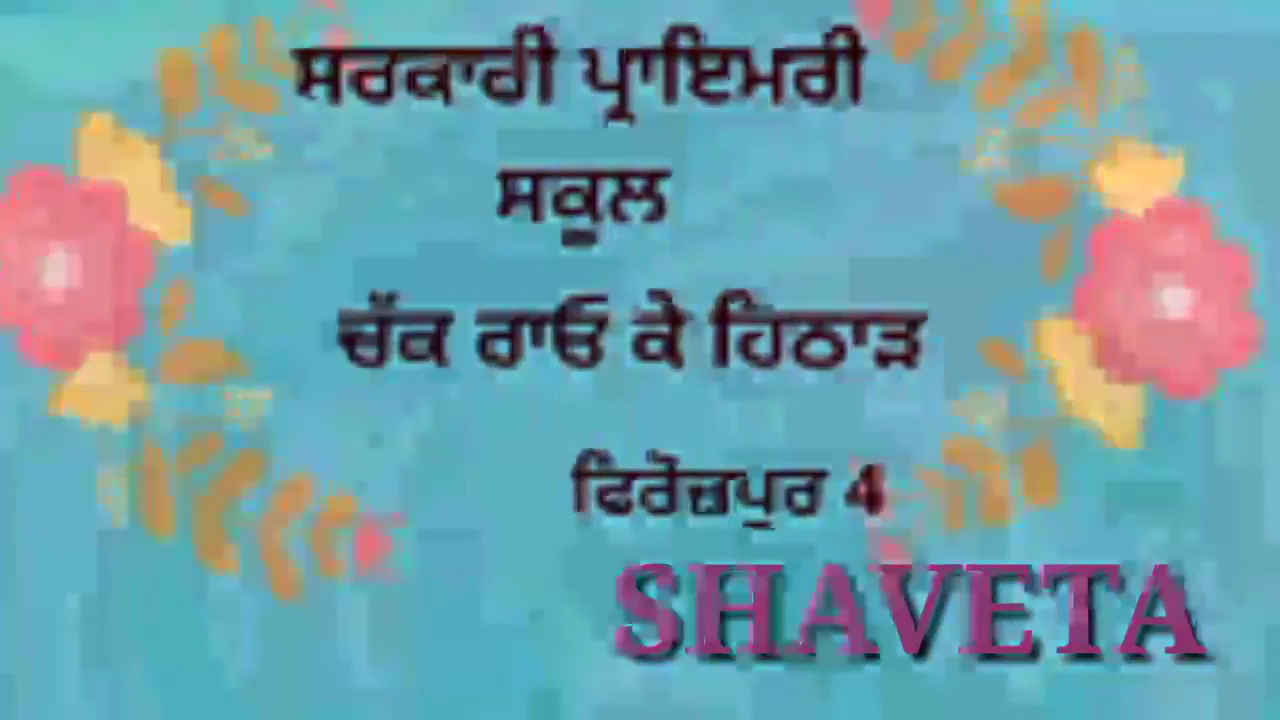 ਸਰਕਾਰੀ ਪ੍ਰਾਇਮਰੀ
ਸਕੂਲ
ਚੱਕ ਰਾਓ ਕੇ ਹਿਠਾੜ
ਫਿਰੋਜ਼ਪੁਰ 4
SHAVETA